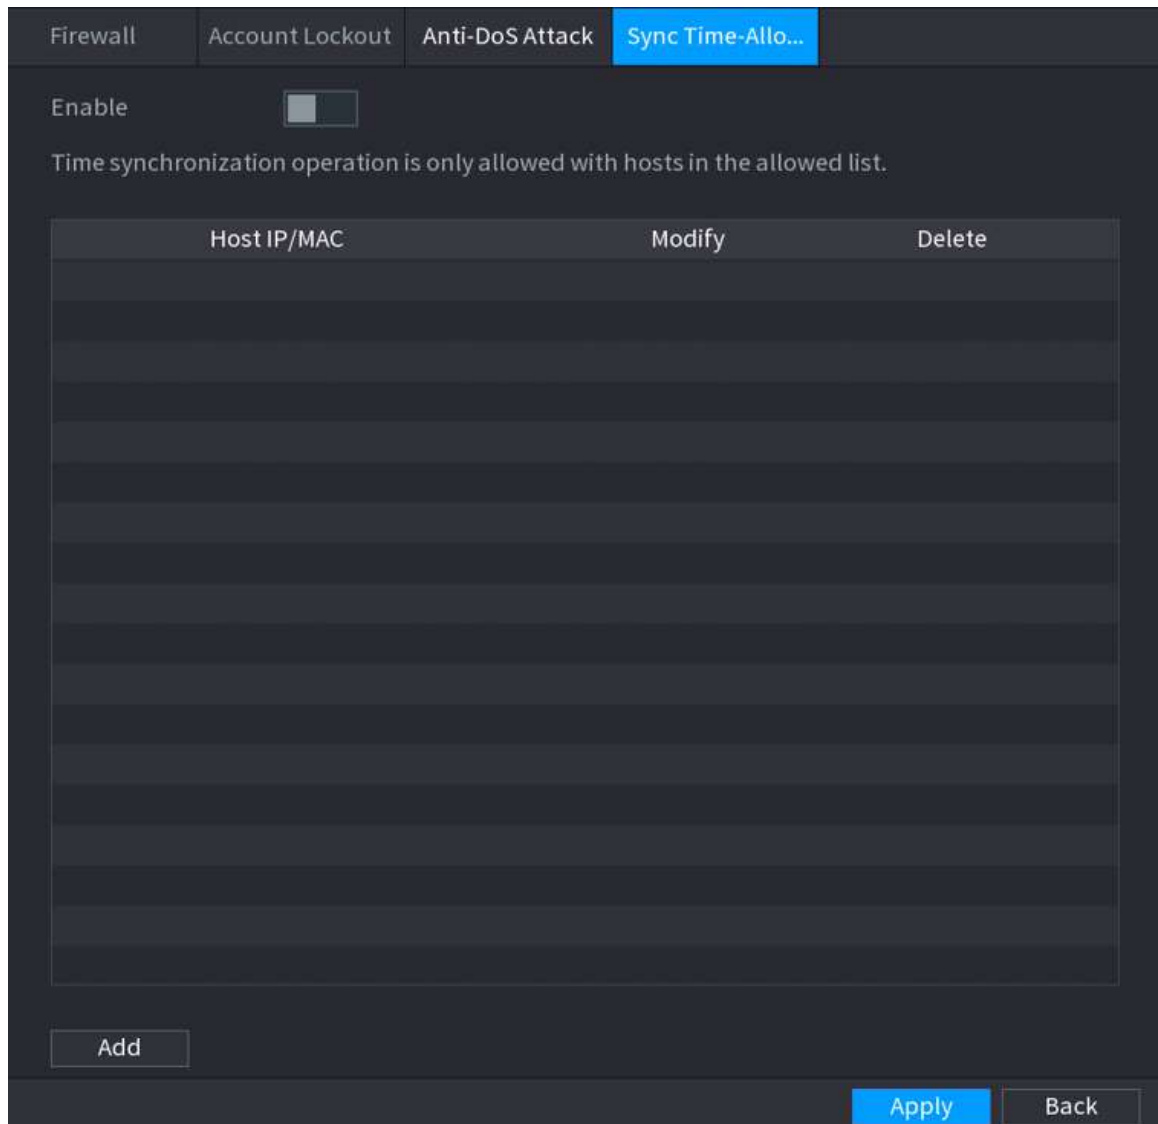 Firewall Account Lockout Anti-DoS Attack Sync Time-Allo...
Enable
Time synchronization operation is only allowed with hosts in the allowed list.
Host IP/MAC Modify Delete
Add
Apply Back